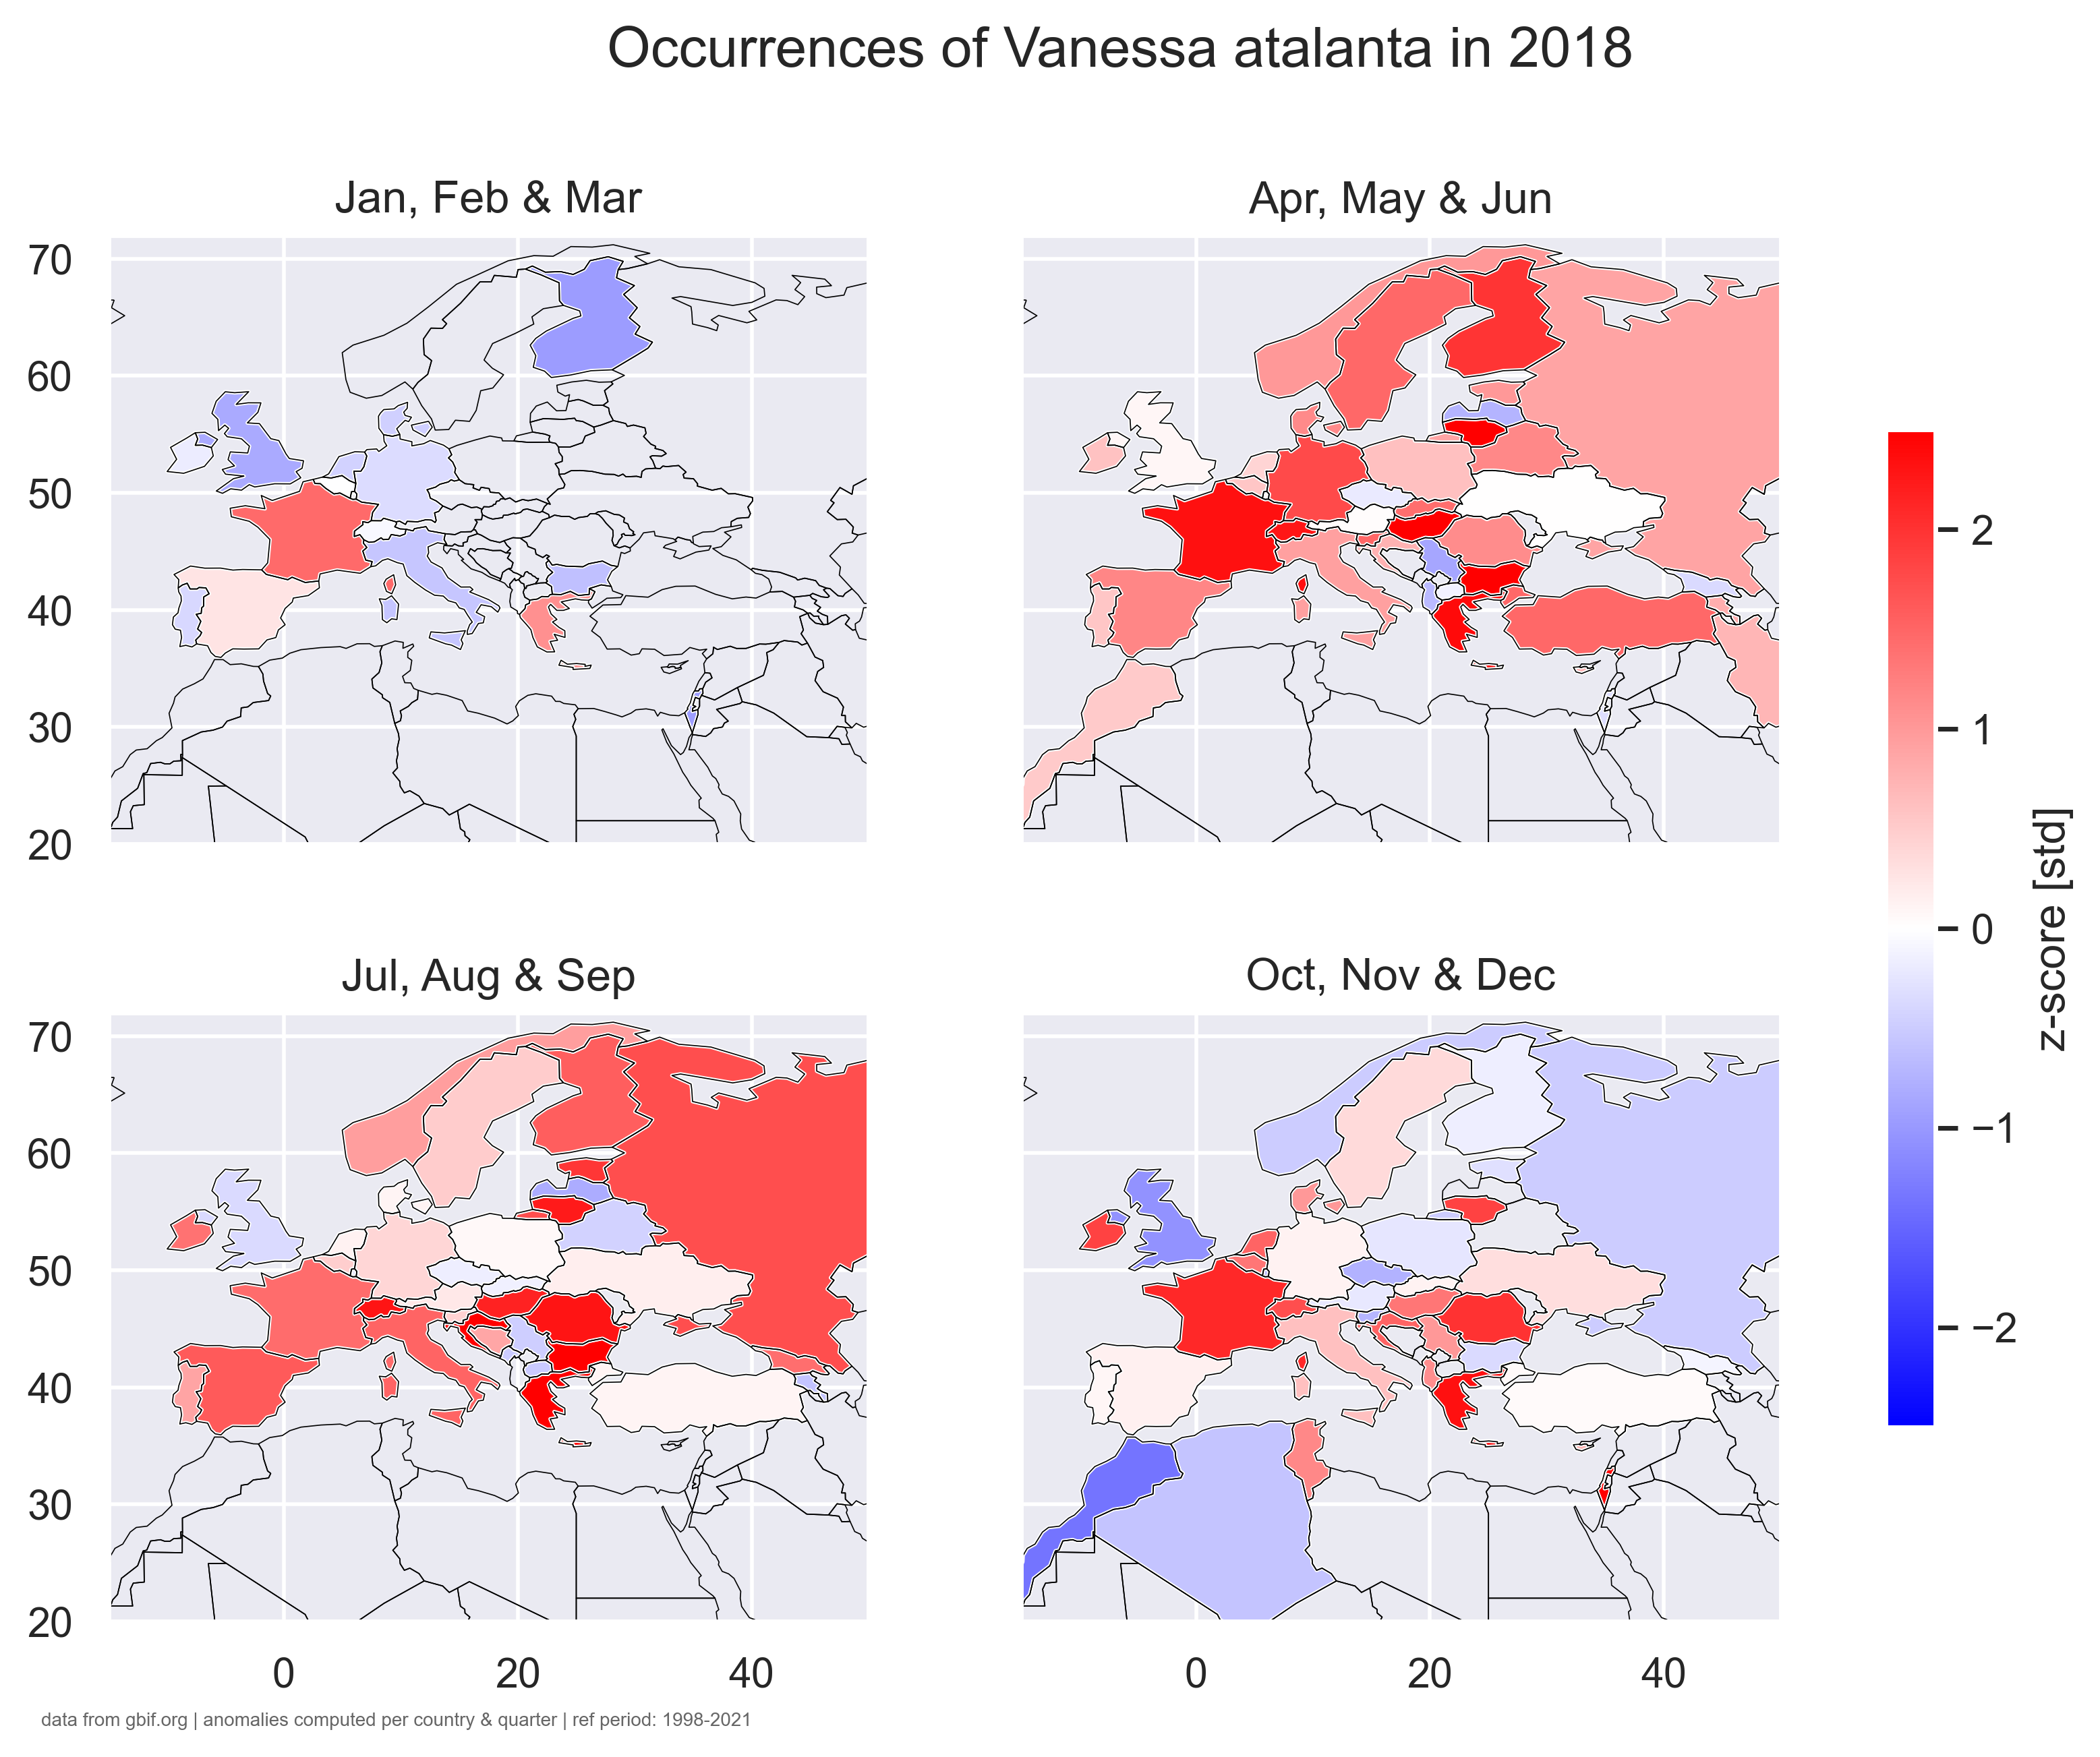 Occurrences of Vanessa atalanta in 2018
Jan, Feb & Mar
Apr, May & Jun
70
60
50
40
30
20
2
1
0
−1
−2
z-score [std]
Jul, Aug & Sep
Oct, Nov & Dec
70
60
50
40
30
20
0 20 40
0 20 40
data from gbif.org | anomalies computed per country & quarter | ref period: 1998-2021